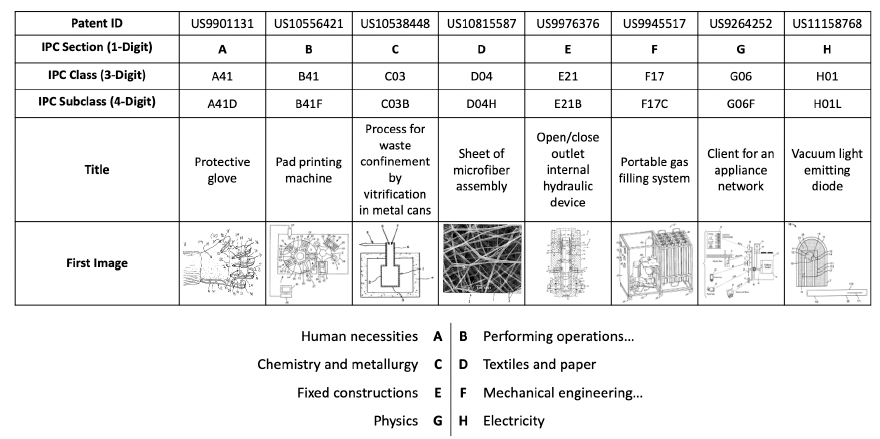 Patent ID US9901131 US10556421 US10538448 US10815587 US9976376 US9945517 US9264252 US11158768
IPC Section (1-Digit) A B C D E F G H
IPC Class (3-Digit) A41 B41 C03 D04 E21 F17 G06 H01
IPC Subclass (4-Digit) A41D B41F C03B D04H E21B F17C G06F H01L
Title
Protective
glove
Pad printing
machine
Process for
waste
confinement
by
vitrification
in metal cans
Sheet of
microfiber
assembly
Open/close
outlet
internal
hydraulic
device
Portable gas
filling system
Client for an
appliance
network
Vacuum light
emitting
diode
First Image
Human necessities A B Performing operations...
Chemistry and metallurgy C D Textiles and paper
Fixed constructions E F Mechanical engineering...
Physics G H Electricity